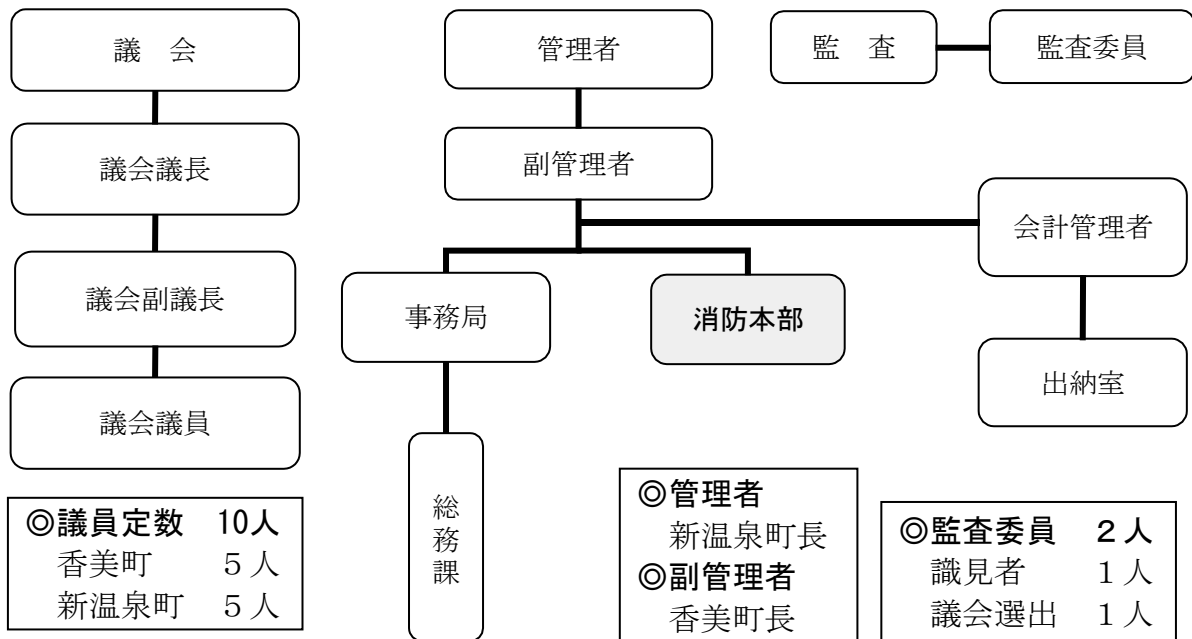 議　会
管理者
監　査
監査委員
議会議長
副管理者
会計管理者
議会副議長
事務局
消防本部
出納室
議会議員
総務課
◎議員定数　10人
香美町　５人
新温泉町　５人
◎管理者
新温泉町長
◎副管理者
香美町長
◎監査委員　２人
識見者　１人
議会選出　１人